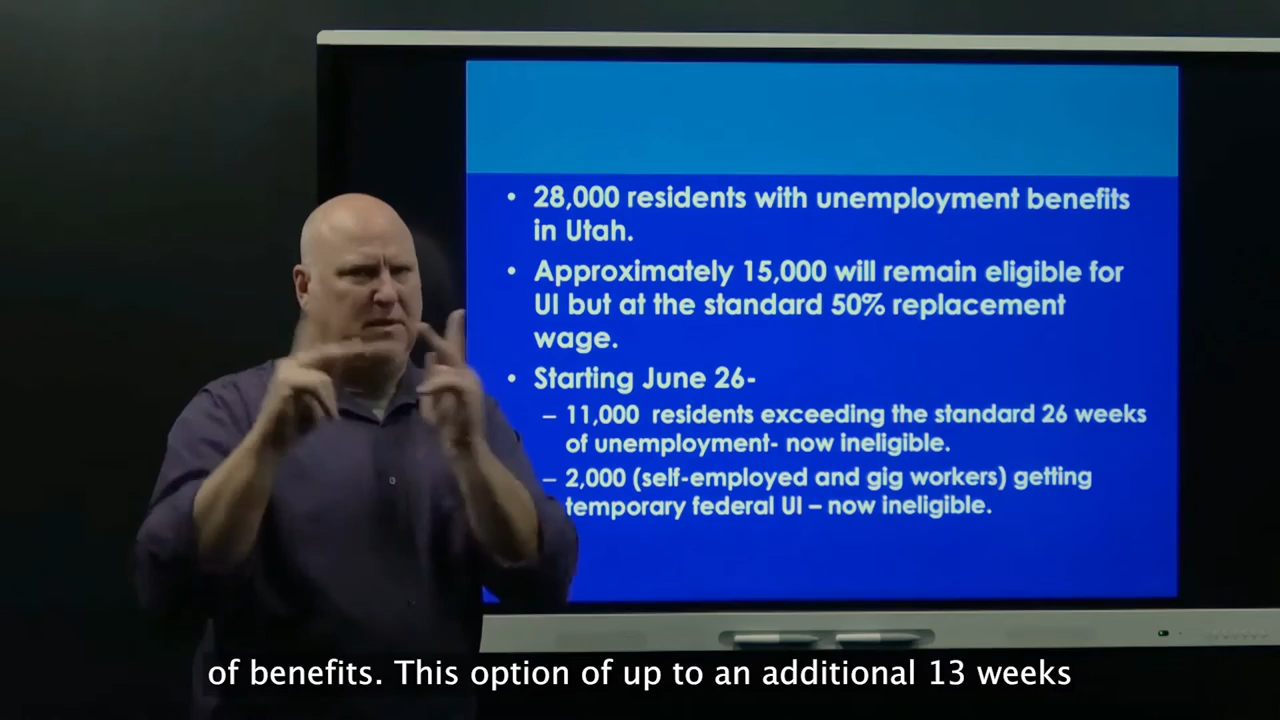 • 28,000 residents with unemployment benefits
in Utah.
• Approximately 15,000 will remain eligible for
UI but at the standard 50% replacement
wage.
• Starting June 26-
– 11,000 residents exceeding the standard 26 weeks
of unemployment- now ineligible.
– 2,000 (self-employed and gig workers) getting
temporary federal UI – now ineligible.
of benefits. This option of up to an additional 13 weeks